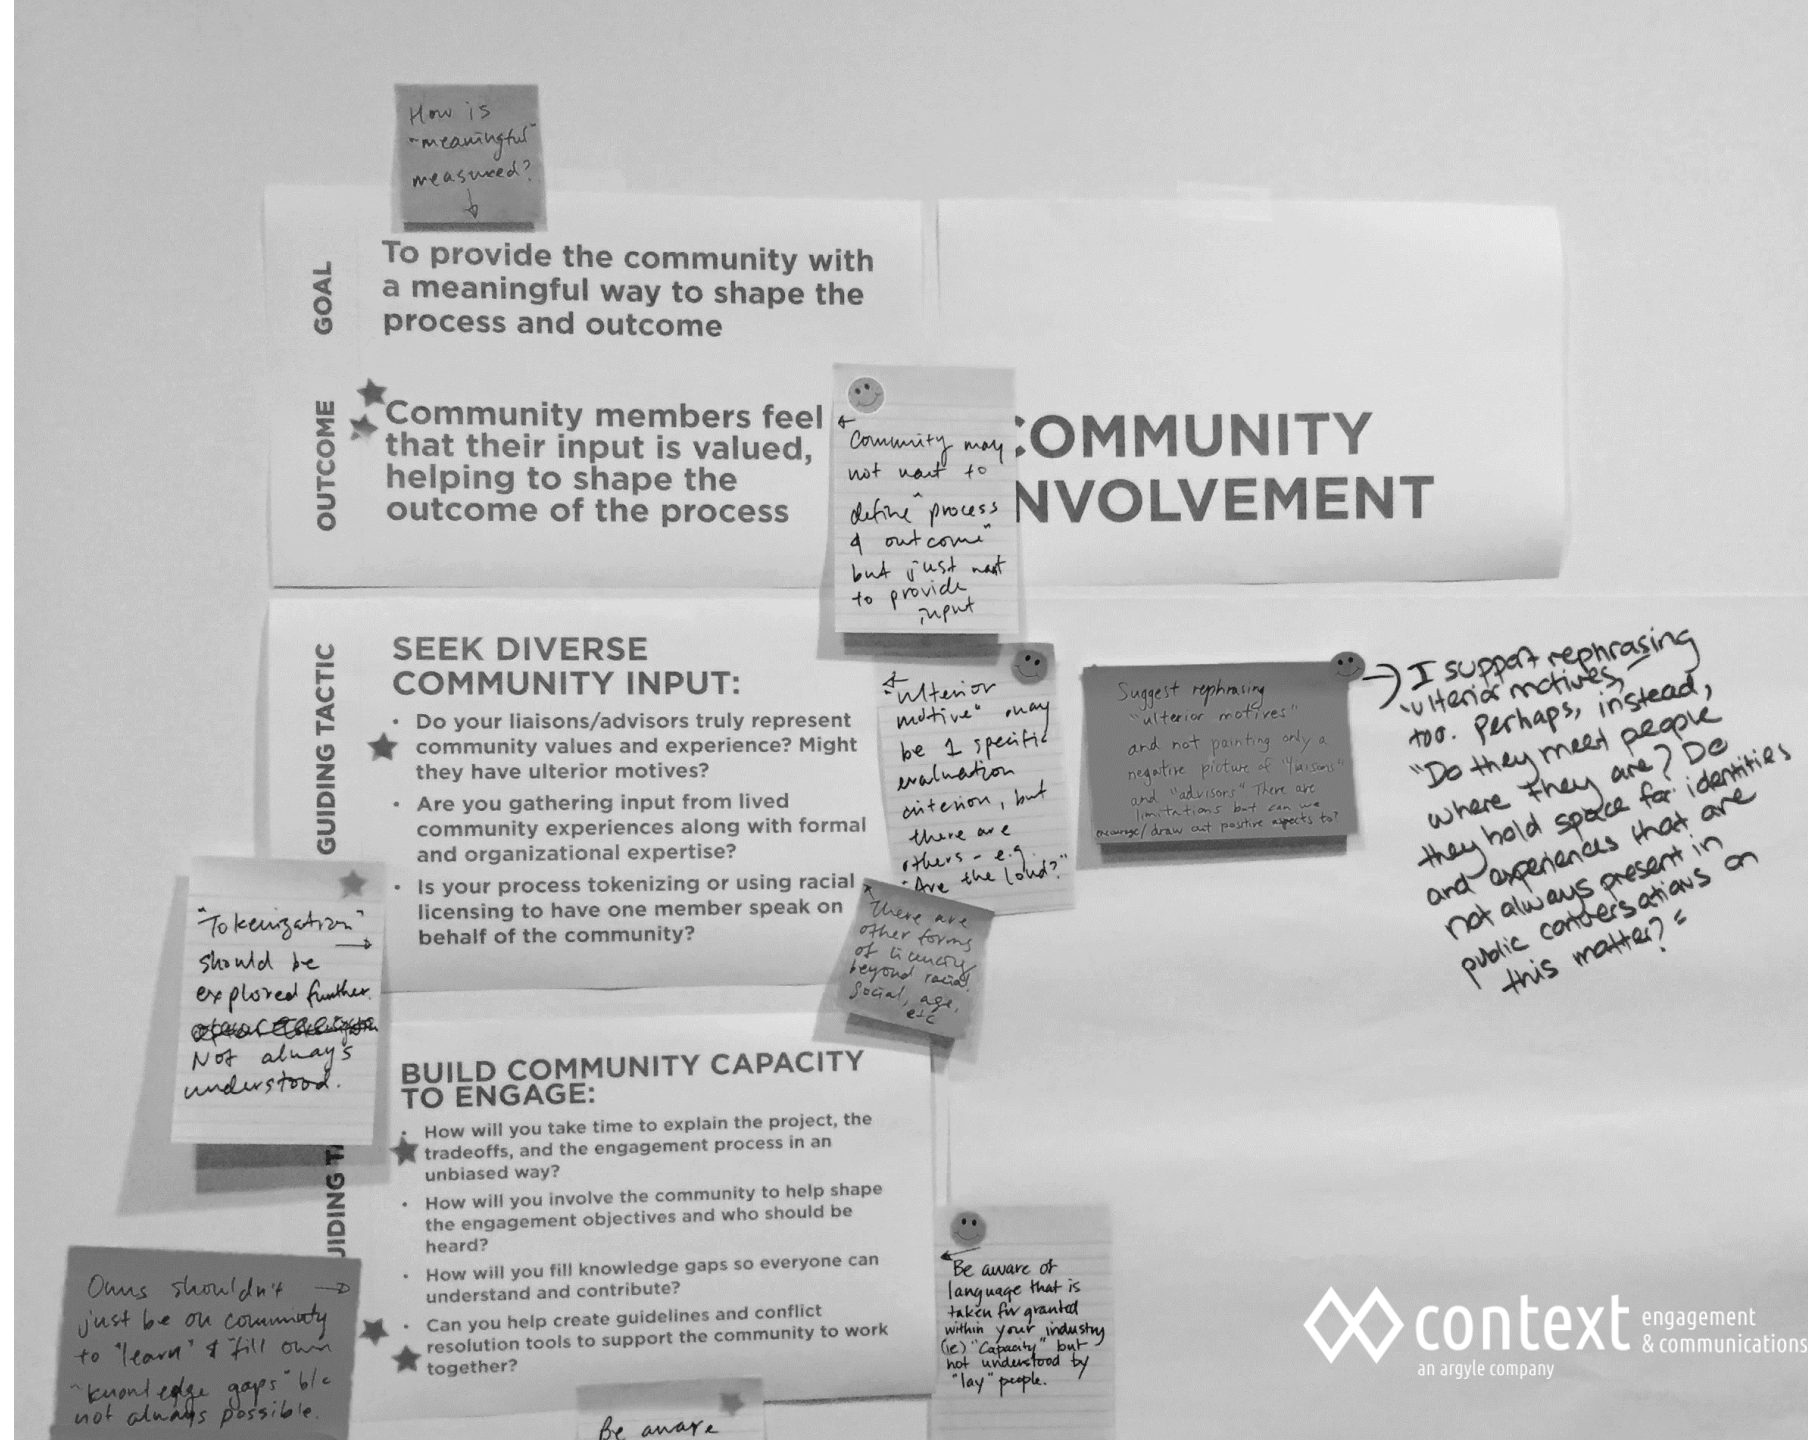 How is
"meaningful"
measured?
GOAL
To provide the community with
a meaningful way to shape the
process and outcome
OUTCOME
Community members feel
that their input is valued,
helping to shape the
outcome of the process
Community may
not want to
define "process
& outcome"
but just want
to provide
input
COMMUNITY
INVOLVEMENT
GUIDING TACTIC
SEEK DIVERSE
COMMUNITY INPUT:
• Do your liaisons/advisors truly represent
community values and experience? Might
they have ulterior motives?
• Are you gathering input from lived
community experiences along with formal
and organizational expertise?
• Is your process tokenizing or using racial
licensing to have one member speak on
behalf of the community?
"ulterior
motive" may
be 1 specific
evaluation
criterion, but
there are
others - e.g.
"Are the loud?"
Suggest rephrasing
"ulterior motives"
and not painting only a
negative picture of "liaisons"
and "advisors" There are
limitations but can we
encourage/draw out positive aspects to?
I support rephrasing
"ulterior motives,"
too. Perhaps, instead,
"Do they meet people
where they are? Do
they hold space for identities
and experiences that are
not always present in
public conversations on
this matter?"
There are
other forms
of licencing
beyond racial.
Social, age,
etc
"Tokenization"
should be
explored further.
Not always
understood.
UIDING TA
BUILD COMMUNITY CAPACITY
TO ENGAGE:
• How will you take time to explain the project, the
tradeoffs, and the engagement process in an
unbiased way?
• How will you involve the community to help shape
the engagement objectives and who should be
heard?
• How will you fill knowledge gaps so everyone can
understand and contribute?
• Can you help create guidelines and conflict
resolution tools to support the community to work
together?
Onus shouldn't
just be on community
to "learn" & "fill own
"knowledge gaps" b/c
not always possible.
Be aware of
language that is
taken for granted
within your industry
(ie) "Capacity" but
not understood by
"lay" people.
Be aware
context engagement
& communications
an argyle company